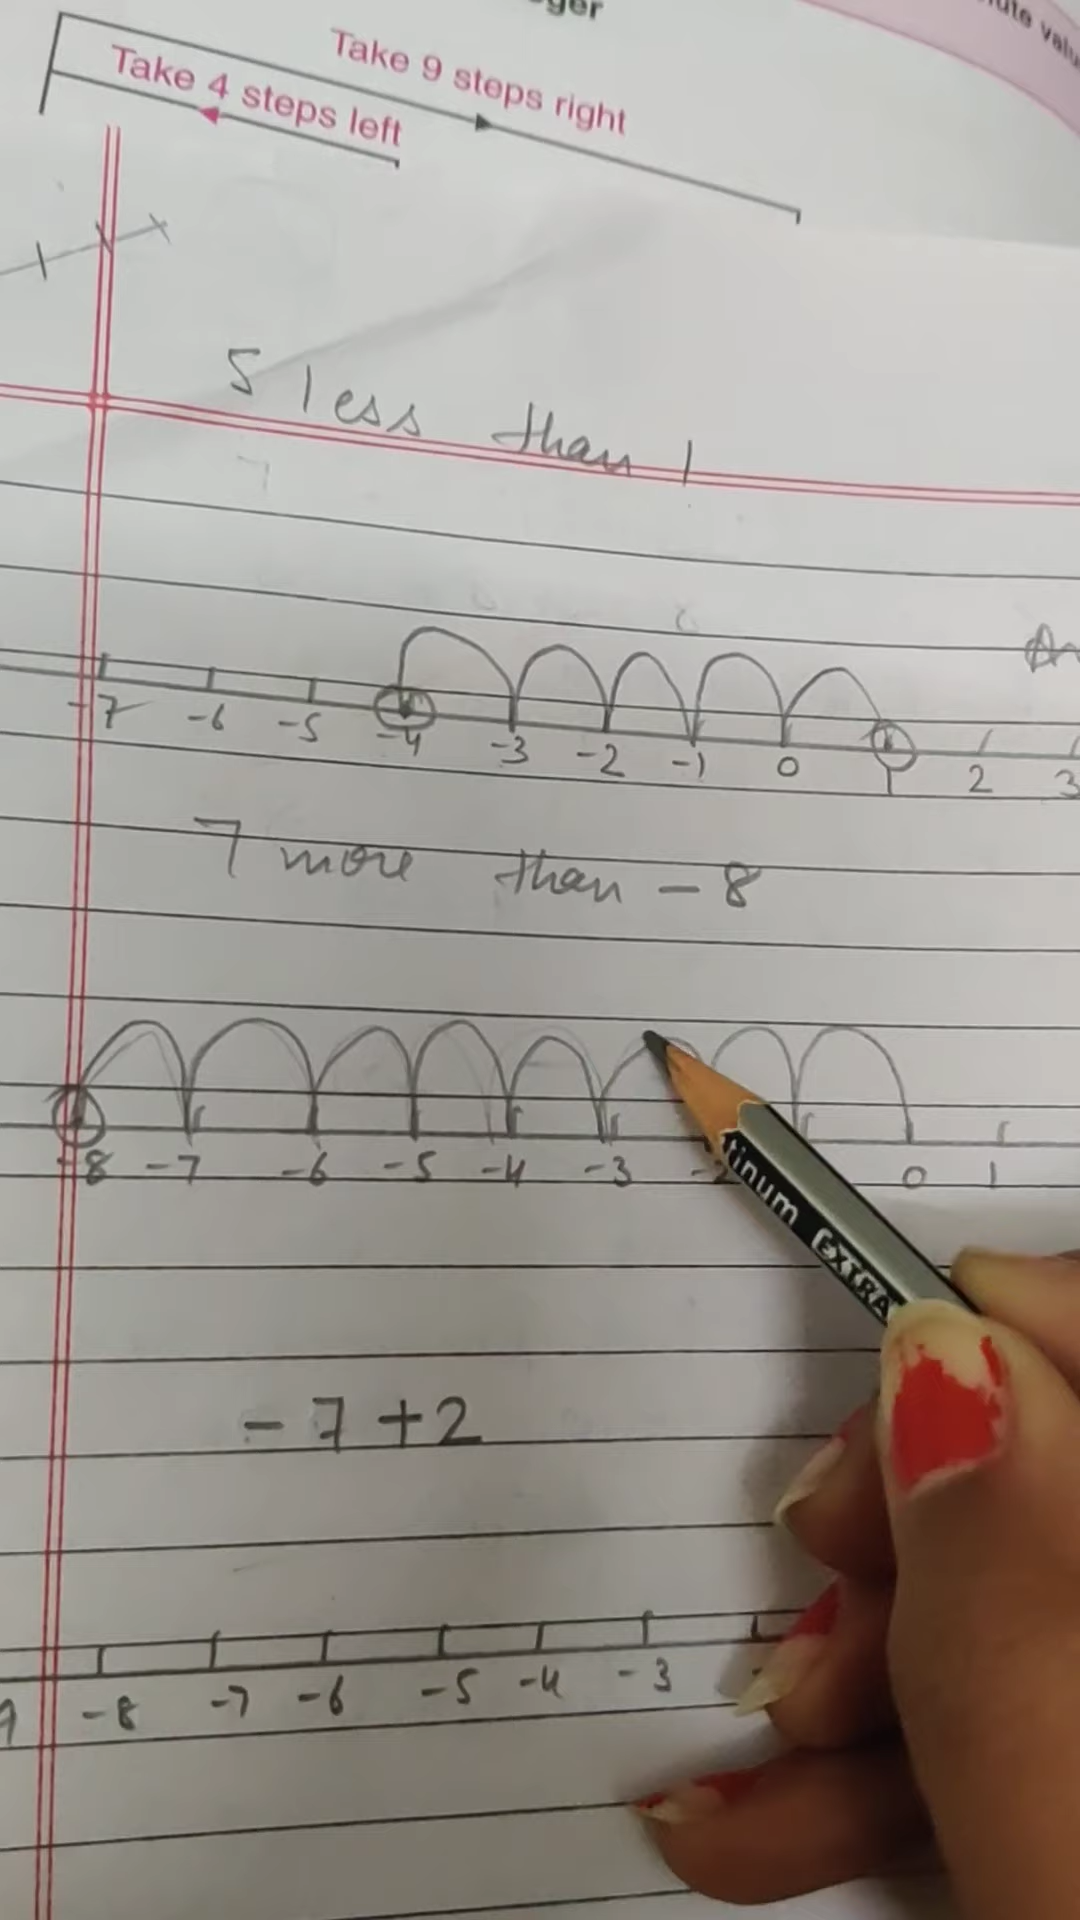 Take 9 steps right
Take 4 steps left
5 less than 1
-7 -6 -5 -4 -3 -2 -1 0 1 2 3
7 more than -8
-8 -7 -6 -5 -4 -3 -2 0 1
tinum EXTRA
-7 +2
-8 -7 -6 -5 -4 -3